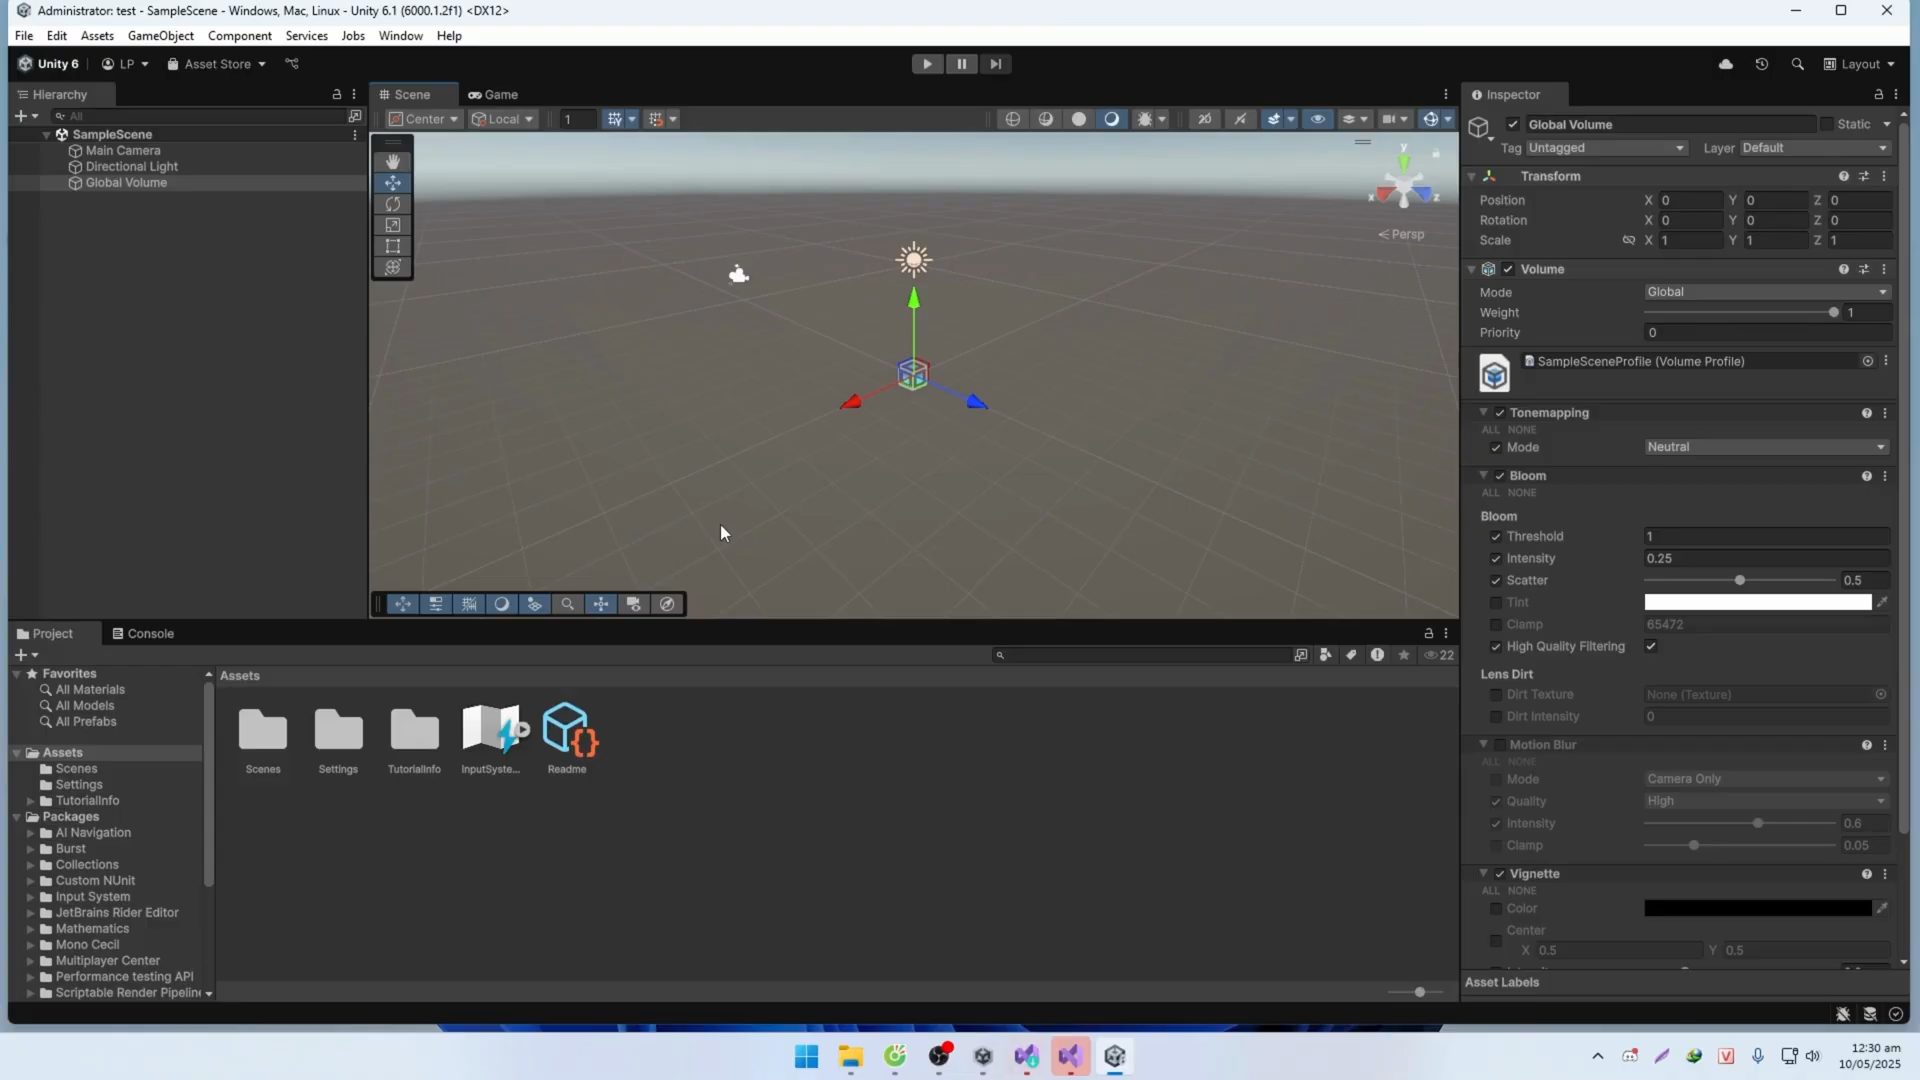 Administrator: test - SampleScene - Windows, Mac, Linux - Unity 6.1 (6000.1.2f1) <DX12>
File Edit Assets GameObject Component Services Jobs Window Help
Unity 6 LP Asset Store Layout
Hierarchy
All
SampleScene
Main Camera
Directional Light
Global Volume
Scene Game
Center Local 1 2D
y
x z
Persp
Inspector
Global Volume Static
Tag Untagged Layer Default
Transform
Position X 0 Y 0 Z 0
Rotation X 0 Y 0 Z 0
Scale X 1 Y 1 Z 1
Volume
Mode Global
Weight 1
Priority 0
SampleSceneProfile (Volume Profile)
Tonemapping
ALL NONE
Mode Neutral
Bloom
ALL NONE
Bloom
Threshold 1
Intensity 0.25
Scatter 0.5
Tint
Clamp 65472
High Quality Filtering
Lens Dirt
Dirt Texture None (Texture)
Dirt Intensity 0
Motion Blur
ALL NONE
Mode Camera Only
Quality High
Intensity 0.6
Clamp 0.05
Vignette
ALL NONE
Color
Center
X 0.5 Y 0.5
Asset Labels
Project Console
22
Favorites
All Materials
All Models
All Prefabs
Assets
Scenes
Settings
TutorialInfo
Packages
AI Navigation
Burst
Collections
Custom NUnit
Input System
JetBrains Rider Editor
Mathematics
Mono Cecil
Multiplayer Center
Performance testing API
Scriptable Render Pipeline
Assets
Scenes Settings TutorialInfo InputSyste... Readme
12:30 am
10/05/2025